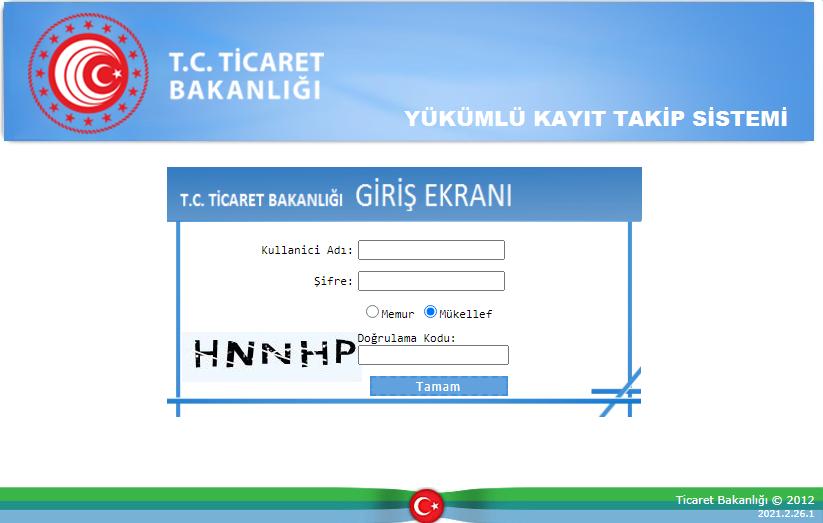 T.C. TİCARET
BAKANLIĞI
YÜKÜMLÜ KAYIT TAKİP SİSTEMİ
T.C. TİCARET BAKANLIĞI GİRİŞ EKRANI
Kullanici Adı:
Şifre:
Memur Mükellef
Doğrulama Kodu:
HNNHP
Tamam
Ticaret Bakanlığı © 2012
2021.2.26.1